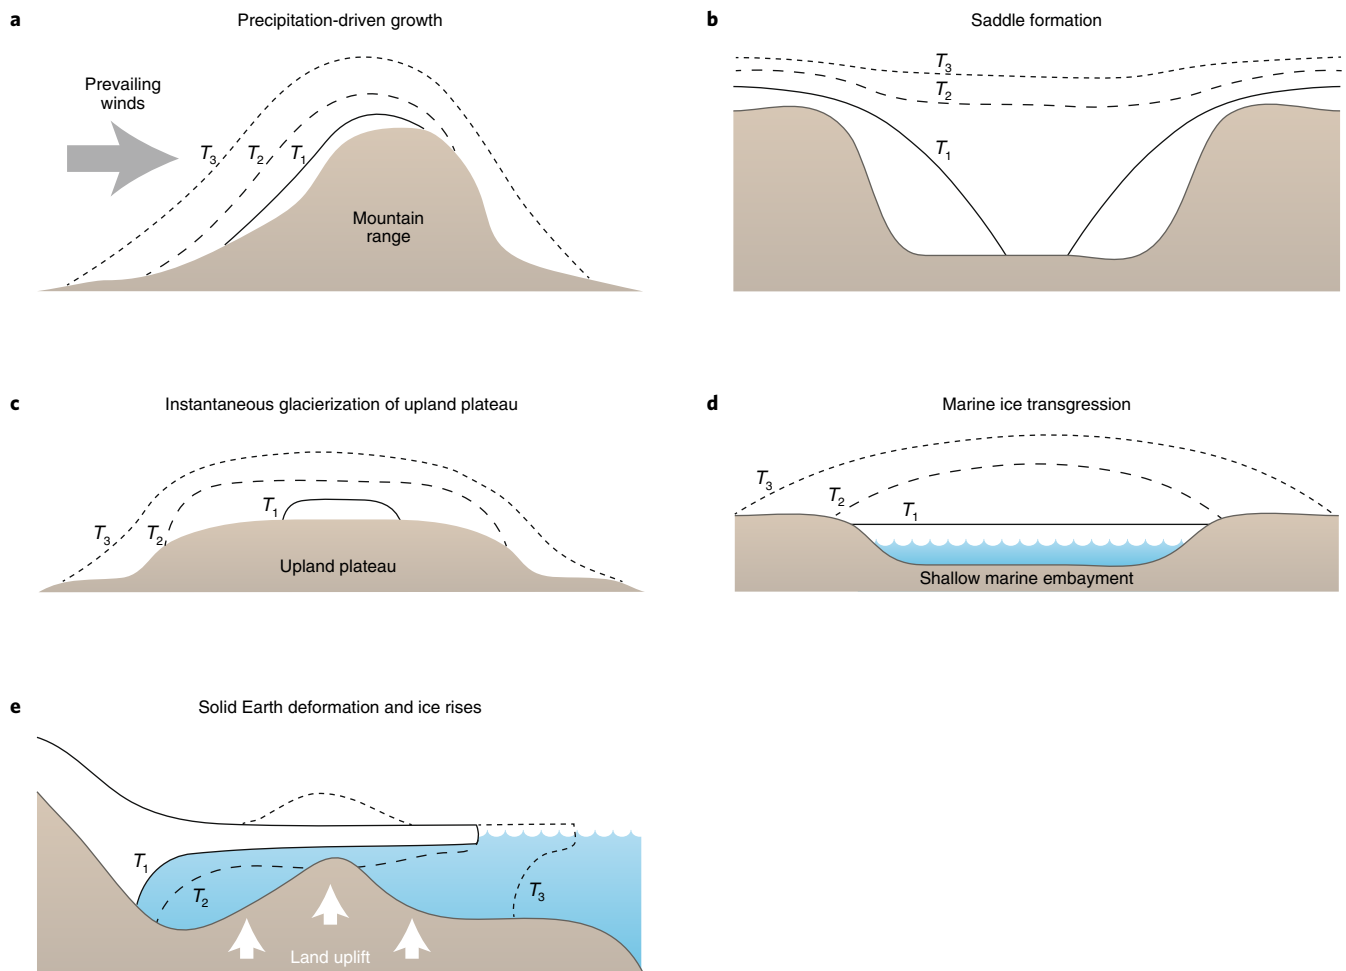 a
Precipitation-driven growth
Prevailing
winds
T3
T2
T1
Mountain
range
b
Saddle formation
T3
T2
T1
c
Instantaneous glacierization of upland plateau
T1
T3
T2
Upland plateau
d
Marine ice transgression
T3
T2
T1
Shallow marine embayment
e
Solid Earth deformation and ice rises
T1
T2
T3
Land uplift